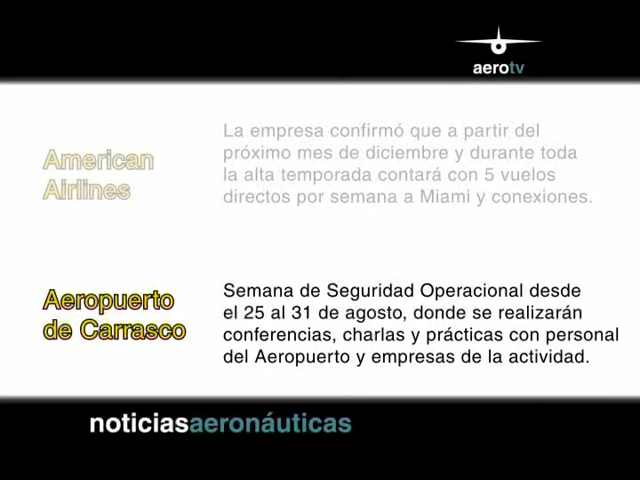 aerotv
American
Airlines
La empresa confirmó que a partir del
próximo mes de diciembre y durante toda
la alta temporada contará con 5 vuelos
directos por semana a Miami y conexiones.
Aeropuerto
de Carrasco
Semana de Seguridad Operacional desde
el 25 al 31 de agosto, donde se realizarán
conferencias, charlas y prácticas con personal
del Aeropuerto y empresas de la actividad.
noticiasaeronáuticas